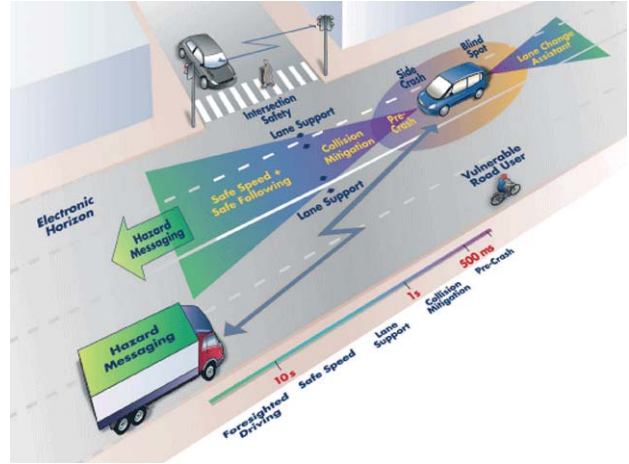 Intersection
Safety
Lane Support
Side
Crash
Blind
Spot
Lane Change
Assistant
Pre-
Crash
Collision
Mitigation
Safe Speed +
Safe Following
Lane Support
Vulnerable
Road User
Electronic
Horizon
Hazard
Messaging
Hazard
Messaging
10s
1s
500 ms
Foresighted
Driving
Safe Speed
Lane
Support
Collision
Mitigation
Pre-Crash